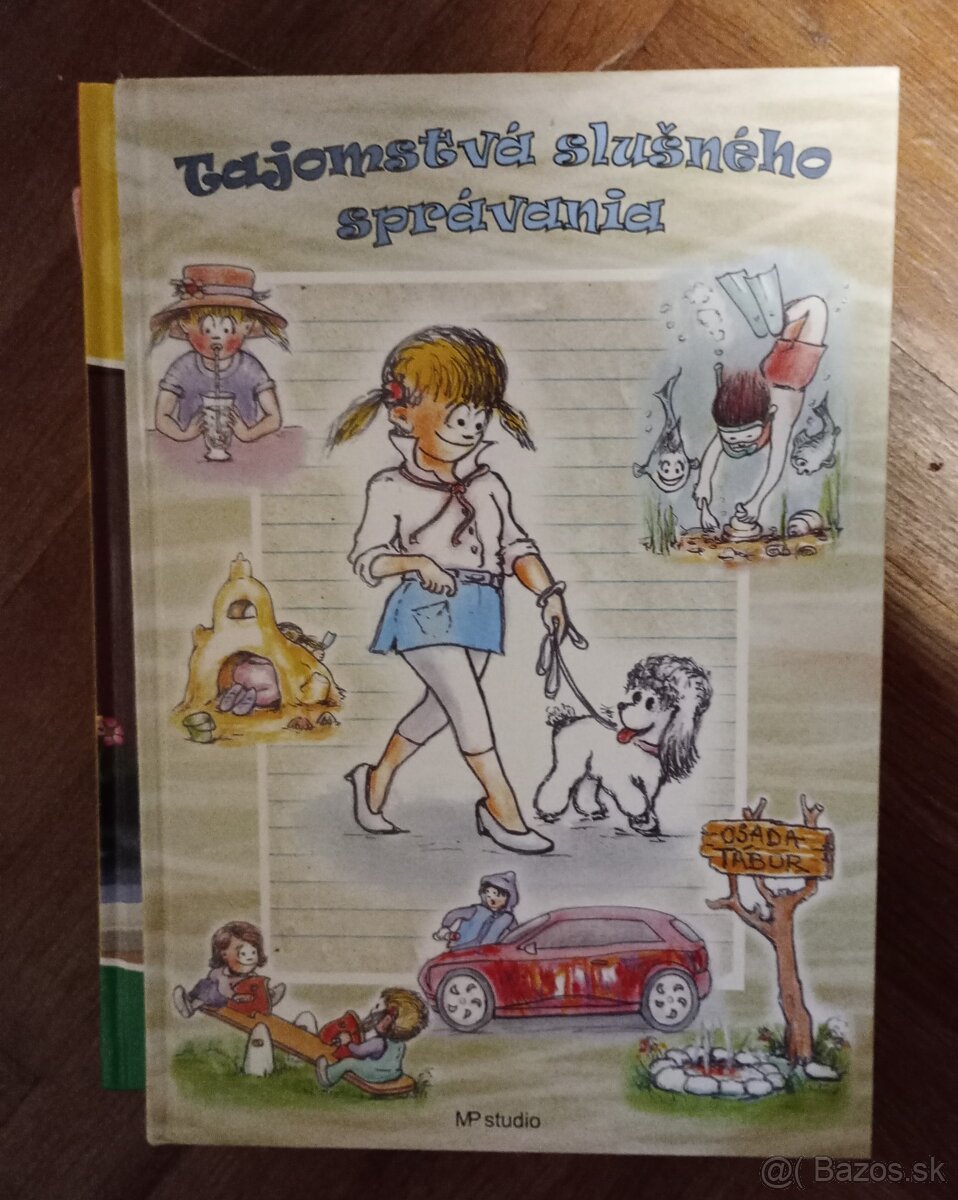 Tajomstvá slušného
správania
OSADA
TÁBOR
MP studio
@( Bazos.sk